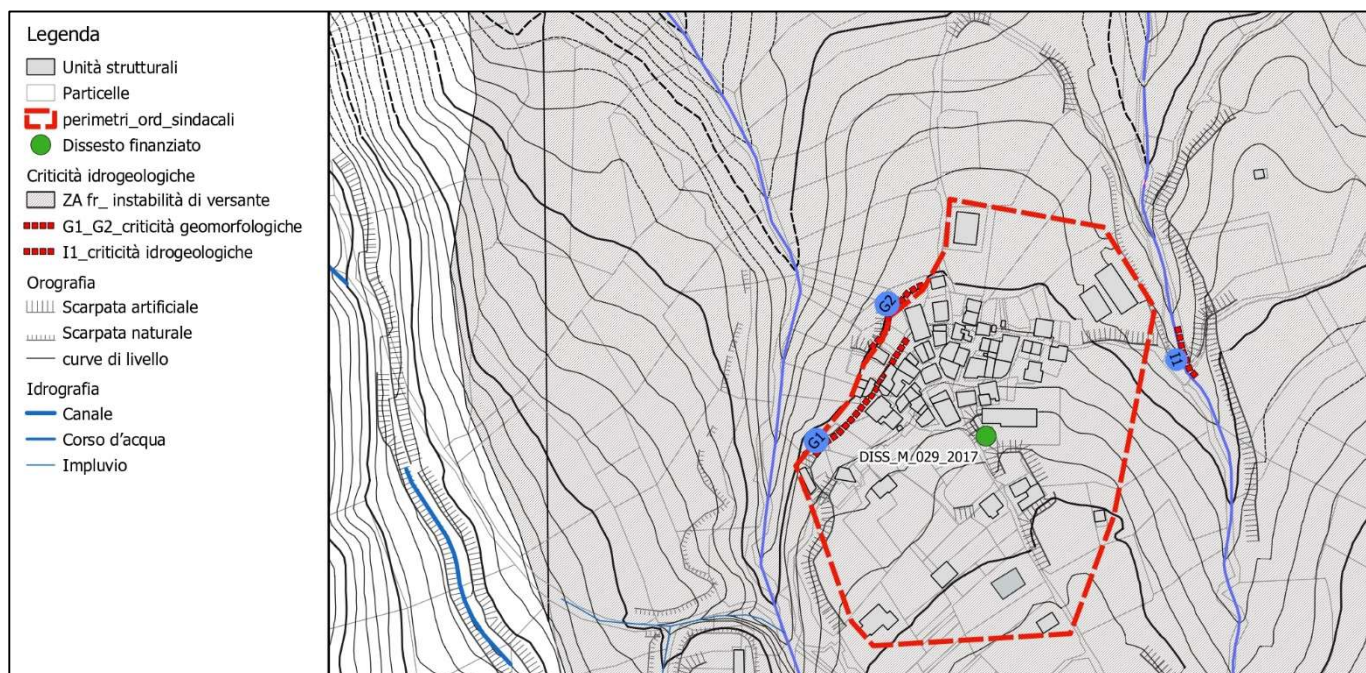 Legenda
Unità strutturali
Particelle
perimetri_ord_sindacali
Dissesto finanziato
Criticità idrogeologiche
ZA fr_ instabilità di versante
G1_G2_criticità geomorfologiche
I1_criticità idrogeologiche
Orografia
Scarpata artificiale
Scarpata naturale
curve di livello
Idrografia
Canale
Corso d'acqua
Impluvio
G2
I1
G1
DISS_M_029_2017